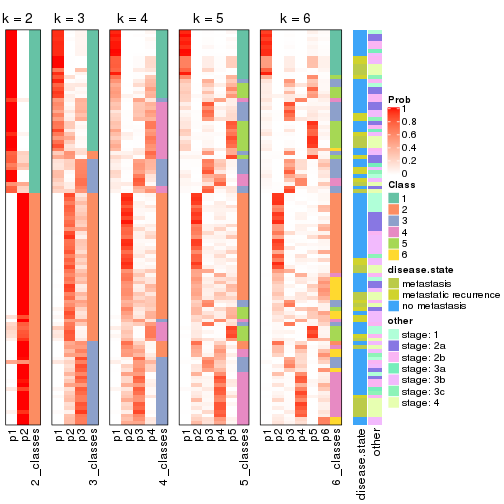 k = 2
k = 3
k = 4
k = 5
k = 6
Prob
1
0.8
0.6
0.4
0.2
0
Class
1
2
3
4
5
6
disease.state
metastasis
metastatic recurrence
no metastasis
other
stage: 1
stage: 2a
stage: 2b
stage: 3a
stage: 3b
stage: 3c
stage: 4
p1
p2
2_classes
p1
p2
p3
3_classes
p1
p2
p3
p4
4_classes
p1
p2
p3
p4
p5
5_classes
p1
p2
p3
p4
p5
p6
6_classes
disease.state
other